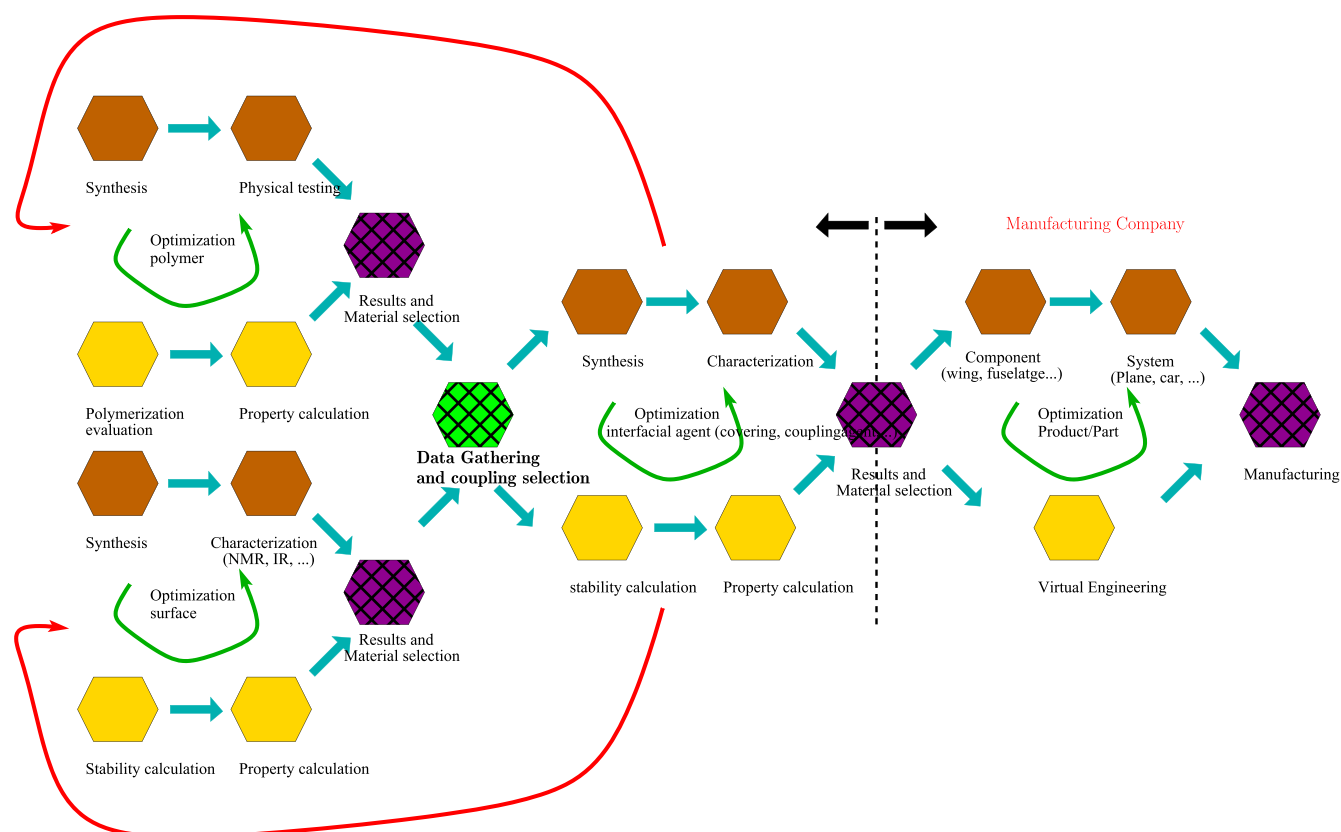 Synthesis
Physical testing
Optimization
polymer
Results and
Material selection
Polymerization
evaluation
Property calculation
Synthesis
Characterization
(NMR, IR, ...)
Optimization
surface
Results and
Material selection
Stability calculation
Property calculation
Data Gathering
and coupling selection
Synthesis
Characterization
Optimization
interfacial agent (covering, couplingagent, ...)
stability calculation
Property calculation
Results and
Material selection
Manufacturing Company
Component
(wing, fuselatge...)
System
(Plane, car, ...)
Optimization
Product/Part
Virtual Engineering
Manufacturing